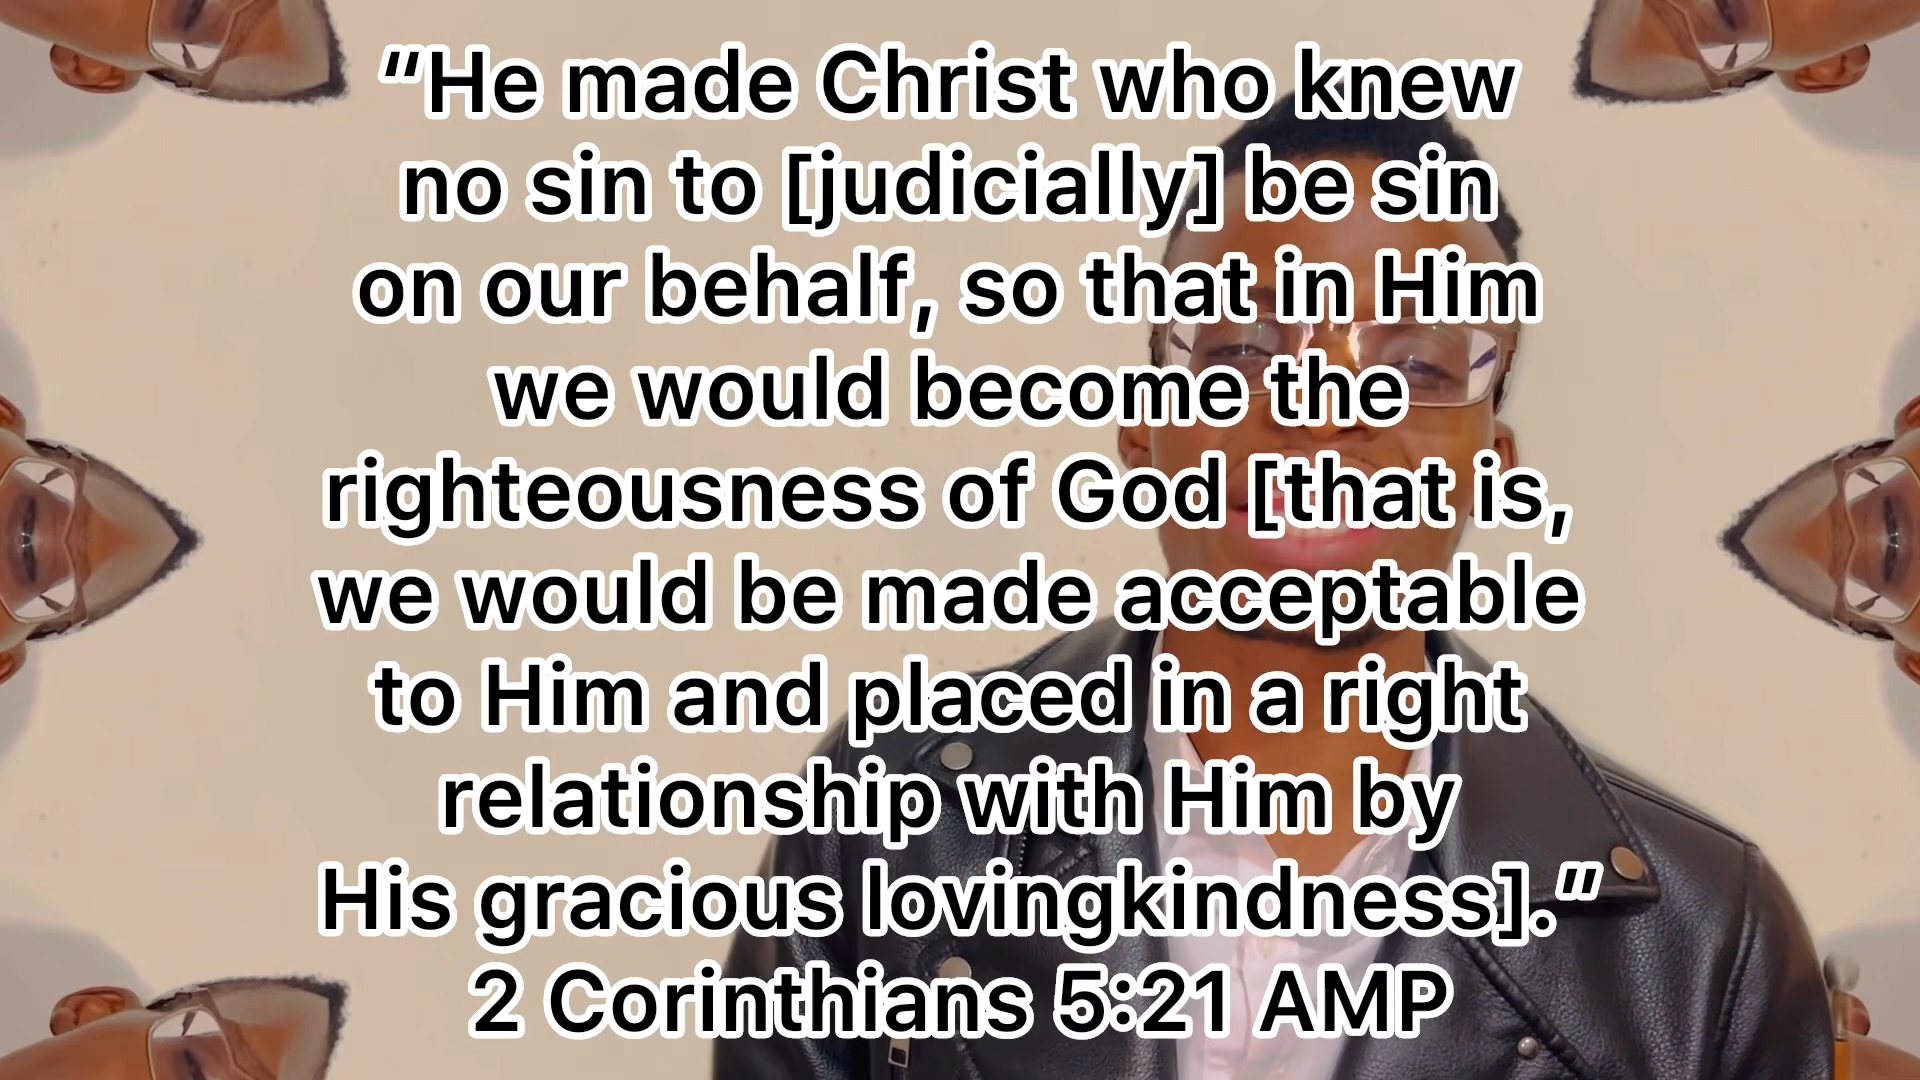 “He made Christ who knew
no sin to [judicially] be sin
on our behalf, so that in Him
we would become the
righteousness of God [that is,
we would be made acceptable
to Him and placed in a right
relationship with Him by
His gracious lovingkindness].”
2 Corinthians 5:21 AMP